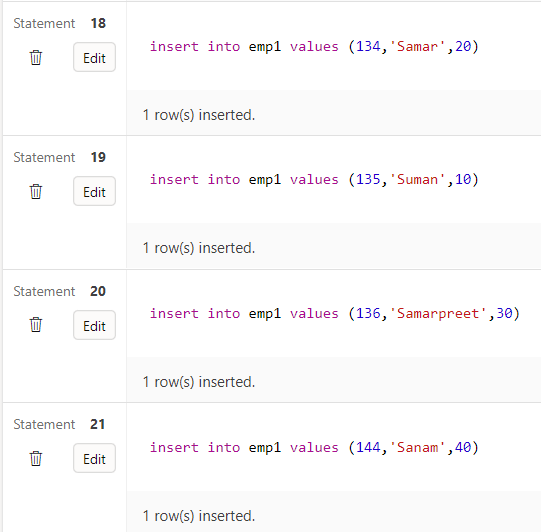 Statement 18
Edit
insert into emp1 values (134,'Samar',20)
1 row(s) inserted.
Statement 19
Edit
insert into emp1 values (135,'Suman',10)
1 row(s) inserted.
Statement 20
Edit
insert into emp1 values (136,'Samarpreet',30)
1 row(s) inserted.
Statement 21
Edit
insert into emp1 values (144,'Sanam',40)
1 row(s) inserted.